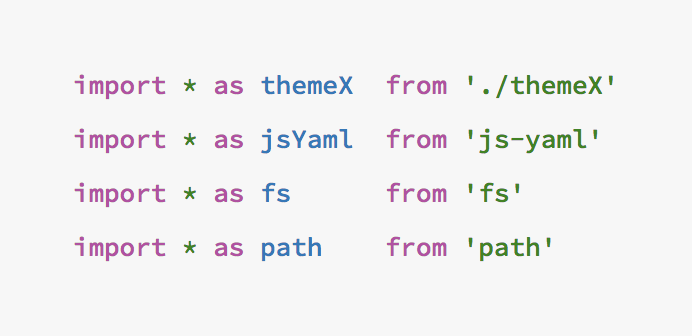 import * as themeX  from './themeX'
import * as jsYaml  from 'js-yaml'
import * as fs      from 'fs'
import * as path    from 'path'